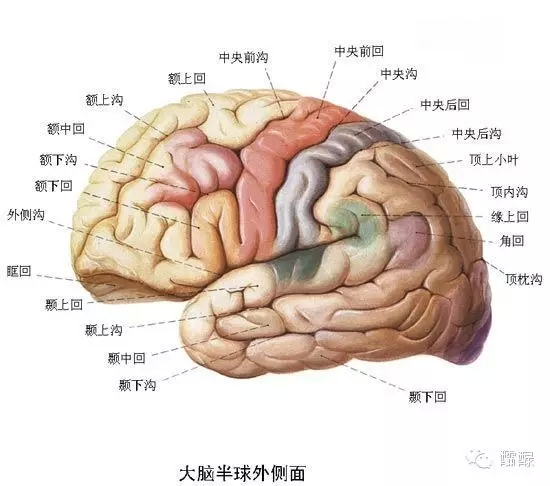 中央前沟
中央前回
额上回
中央沟
额上沟
中央后回
额中回
中央后沟
额下沟
顶上小叶
额下回
顶内沟
外侧沟
缘上回
角回
眶回
顶枕沟
颞上回
颞上沟
颞中回
颞下沟
颞下回
大脑半球外侧面